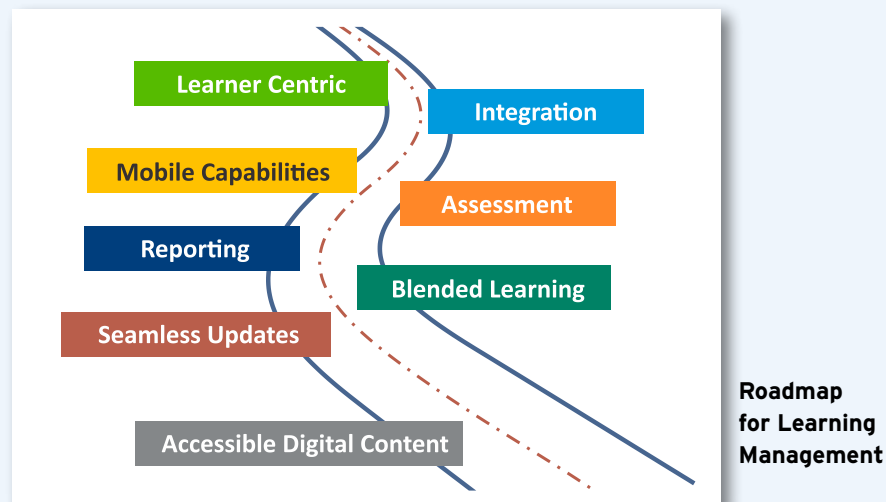 Learner Centric
Integration
Mobile Capabilities
Assessment
Reporting
Blended Learning
Seamless Updates
Accessible Digital Content
Roadmap
for Learning
Management